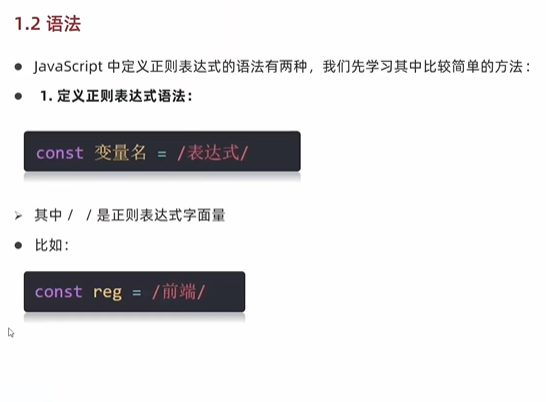 1.2 语法
● JavaScript 中定义正则表达式的语法有两种，我们先学习其中比较简单的方法：
● 1. 定义正则表达式语法：
const 变量名 = /表达式/
➢ 其中 / / 是正则表达式字面量
● 比如：
const reg = /前端/